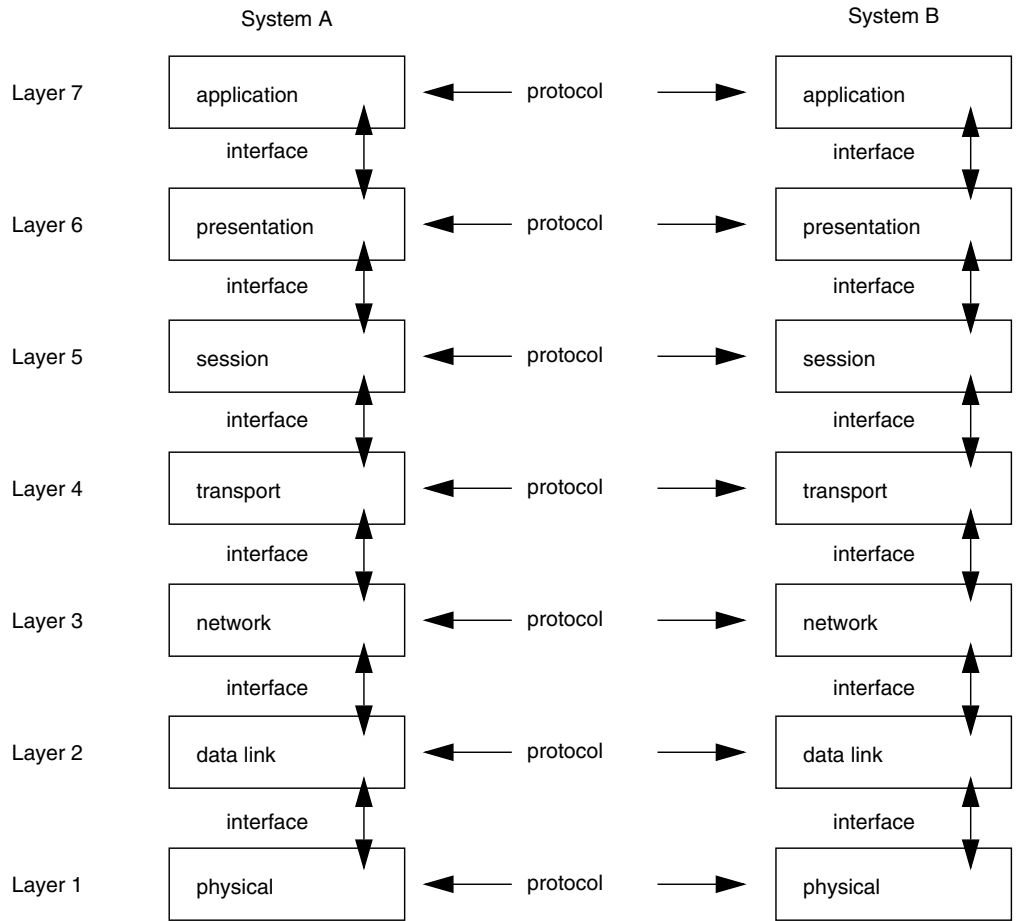 System A System B
Layer 7 application protocol application
interface interface
Layer 6 presentation protocol presentation
interface interface
Layer 5 session protocol session
interface interface
Layer 4 transport protocol transport
interface interface
Layer 3 network protocol network
interface interface
Layer 2 data link protocol data link
interface interface
Layer 1 physical protocol physical